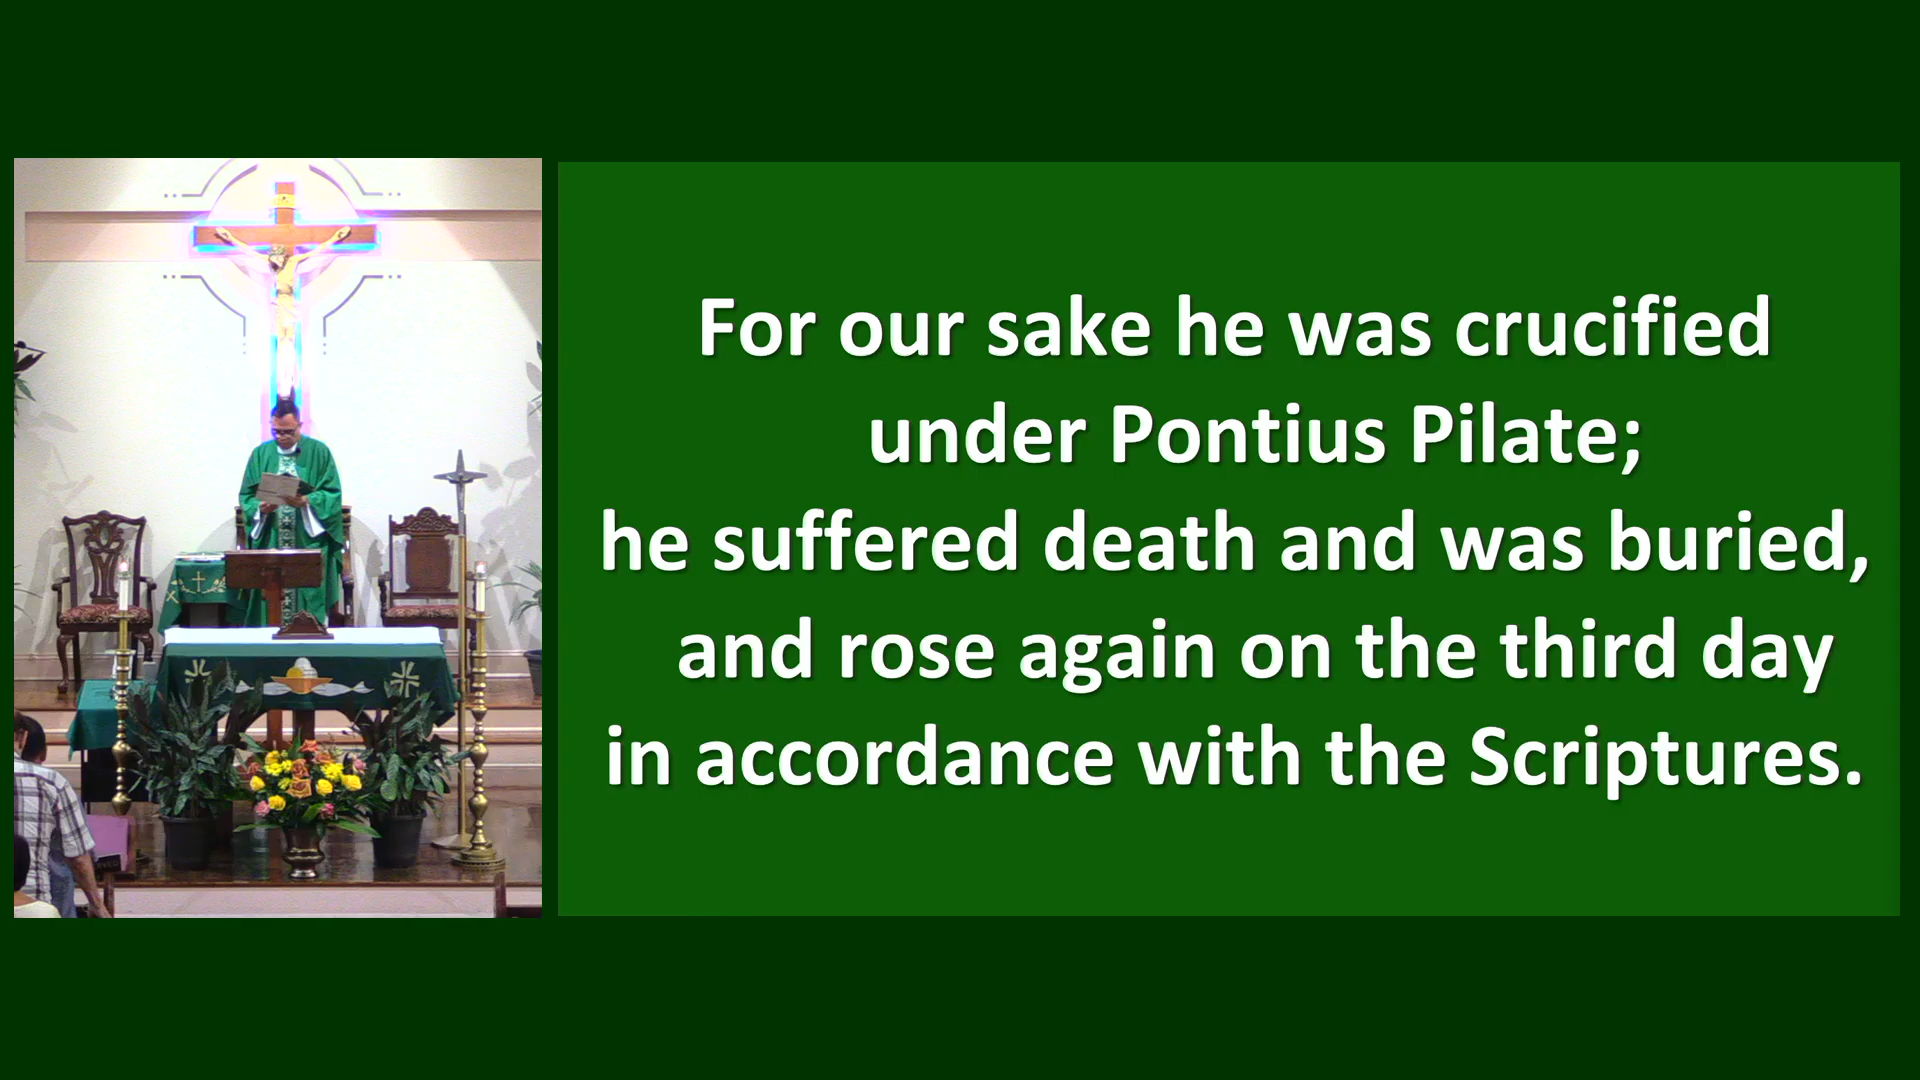 For our sake he was crucified
under Pontius Pilate;
he suffered death and was buried,
and rose again on the third day
in accordance with the Scriptures.